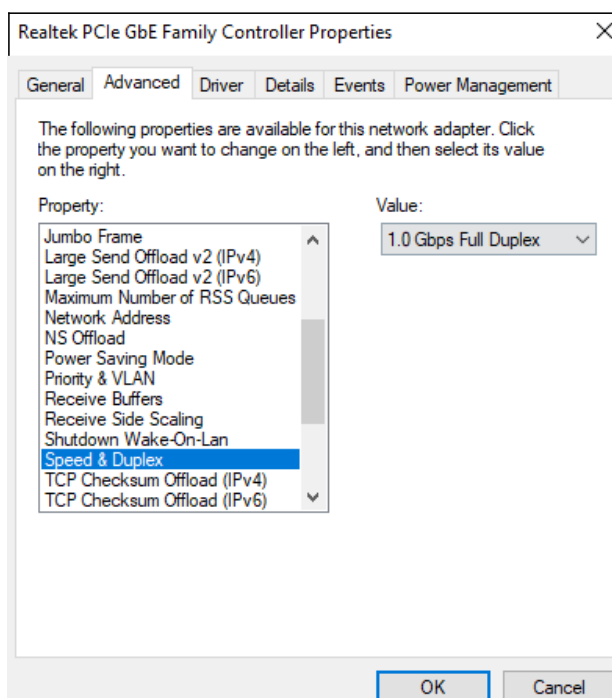 Realtek PCIe GbE Family Controller Properties
General Advanced Driver Details Events Power Management
The following properties are available for this network adapter. Click
the property you want to change on the left, and then select its value
on the right.
Property:
Value:
Jumbo Frame
Large Send Offload v2 (IPv4)
Large Send Offload v2 (IPv6)
Maximum Number of RSS Queues
Network Address
NS Offload
Power Saving Mode
Priority & VLAN
Receive Buffers
Receive Side Scaling
Shutdown Wake-On-Lan
Speed & Duplex
TCP Checksum Offload (IPv4)
TCP Checksum Offload (IPv6)
1.0 Gbps Full Duplex
OK
Cancel